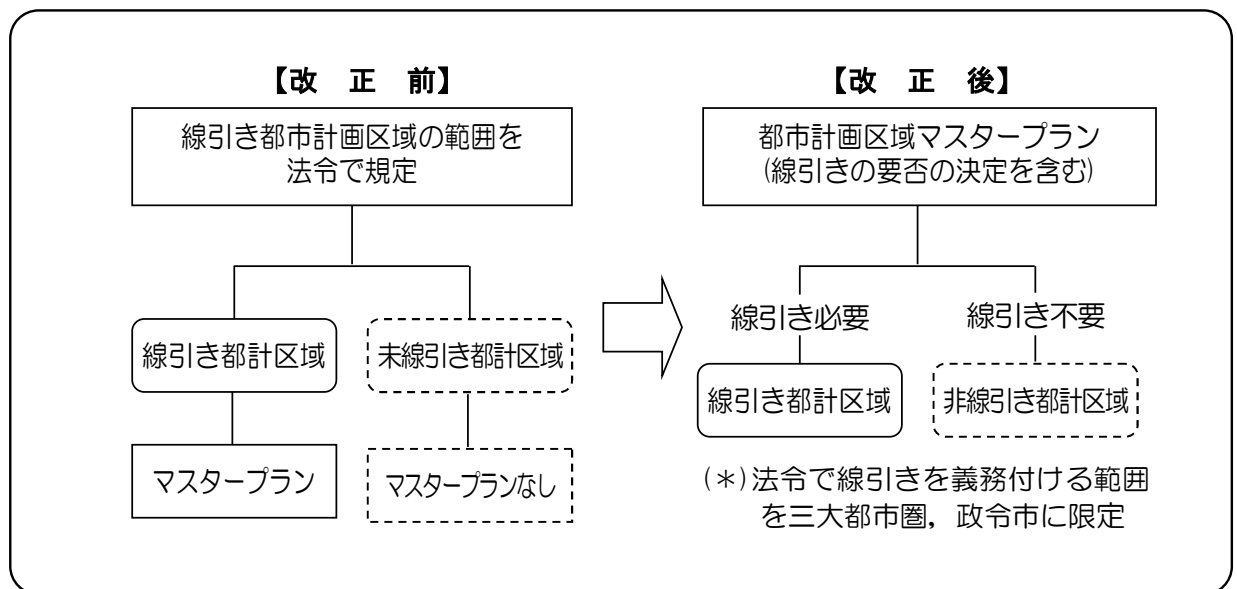 【改 正 前】
線引き都市計画区域の範囲を
法令で規定
線引き都計区域
未線引き都計区域
マスタープラン
マスタープランなし
【改 正 後】
都市計画区域マスタープラン
(線引きの要否の決定を含む)
線引き必要
線引き不要
線引き都計区域
非線引き都計区域
(＊)法令で線引きを義務付ける範囲
を三大都市圏，政令市に限定